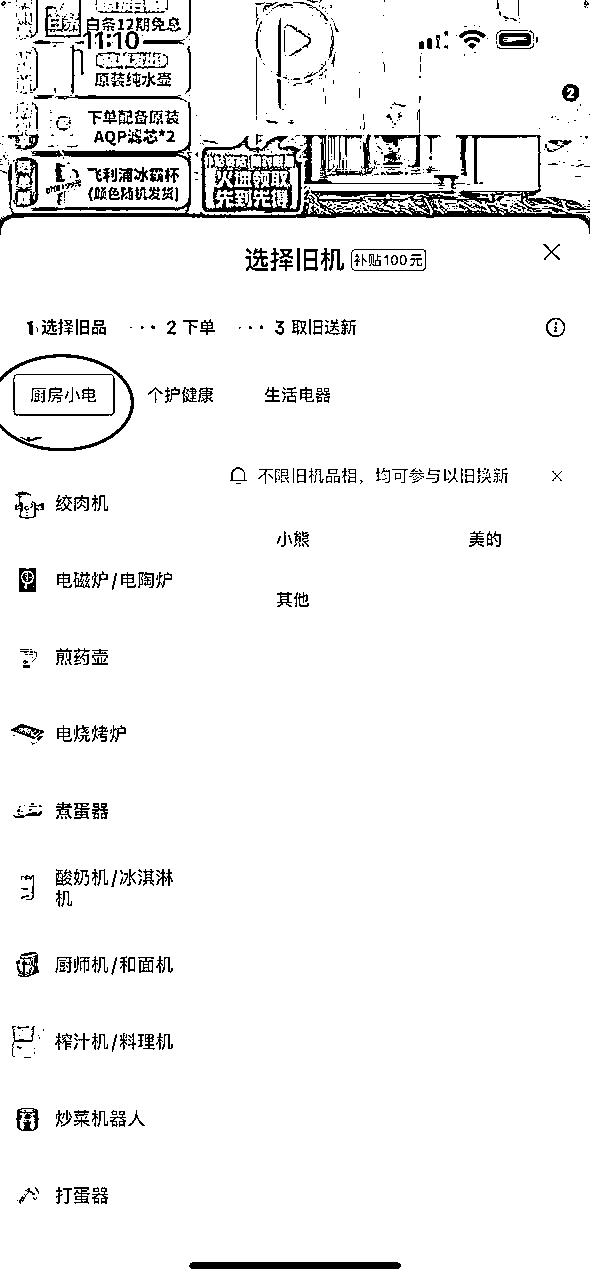 白条12期免息
11:10
原装纯水壶
下单配备原装
AQP滤芯*2
2
飞利浦冰霸杯
(颜色随机发货)
火速领取
先到先得
选择旧机 补贴100元
1 选择旧品 ··· 2 下单 ··· 3 取旧送新
厨房小电 个护健康 生活电器
不限旧机品相，均可参与以旧换新
绞肉机
小熊 美的
电磁炉/电陶炉
其他
煎药壶
电烧烤炉
煮蛋器
酸奶机/冰淇淋
机
厨师机/和面机
榨汁机/料理机
炒菜机器人
打蛋器